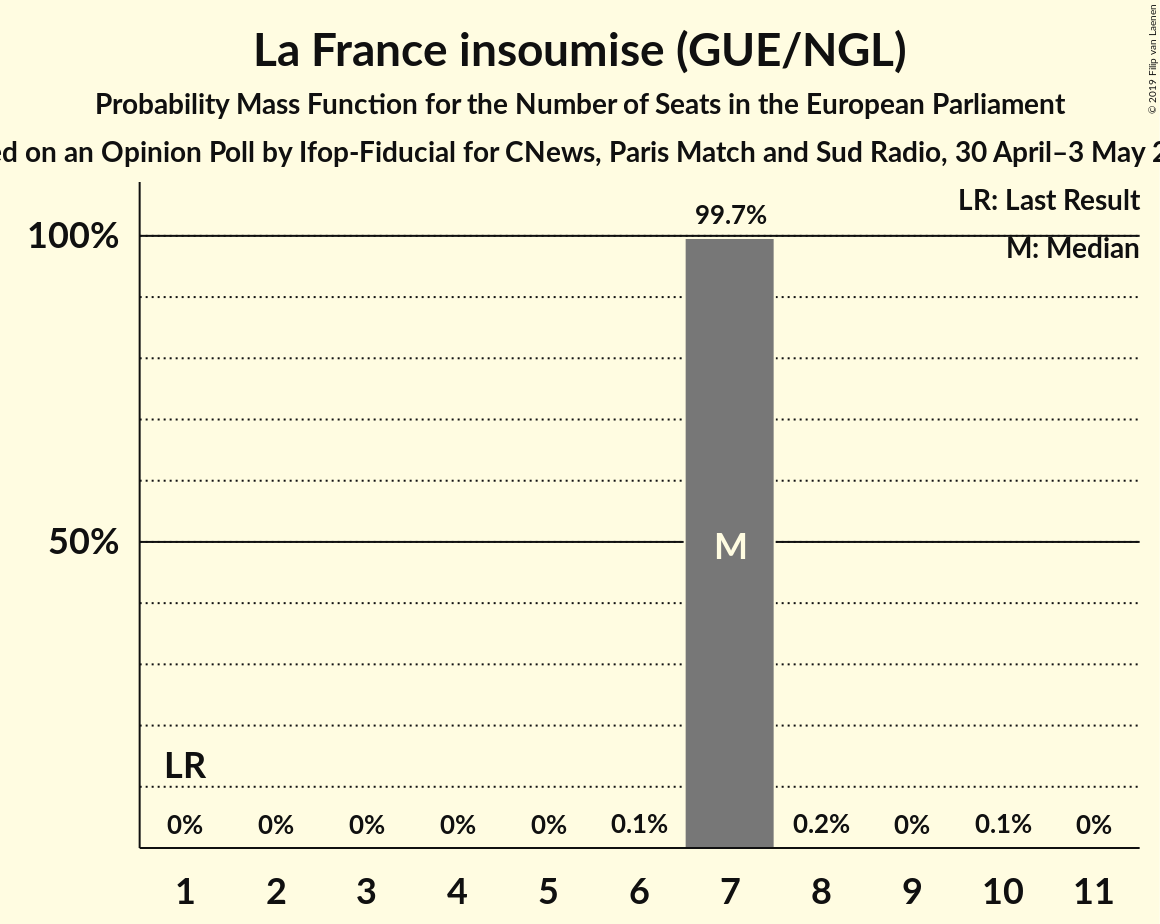 La France insoumise (GUE/NGL)
Probability Mass Function for the Number of Seats in the European Parliament
on an Opinion Poll by Ifop-Fiducial for CNews, Paris Match and Sud Radio, 30 April–3 May
© 2019 Filip van Laenen
LR: Last Result
M: Median
99.7%
100%
50%
M
LR
0% 0% 0% 0% 0% 0.1% 0.2% 0% 0.1% 0%
1 2 3 4 5 6 7 8 9 10 11